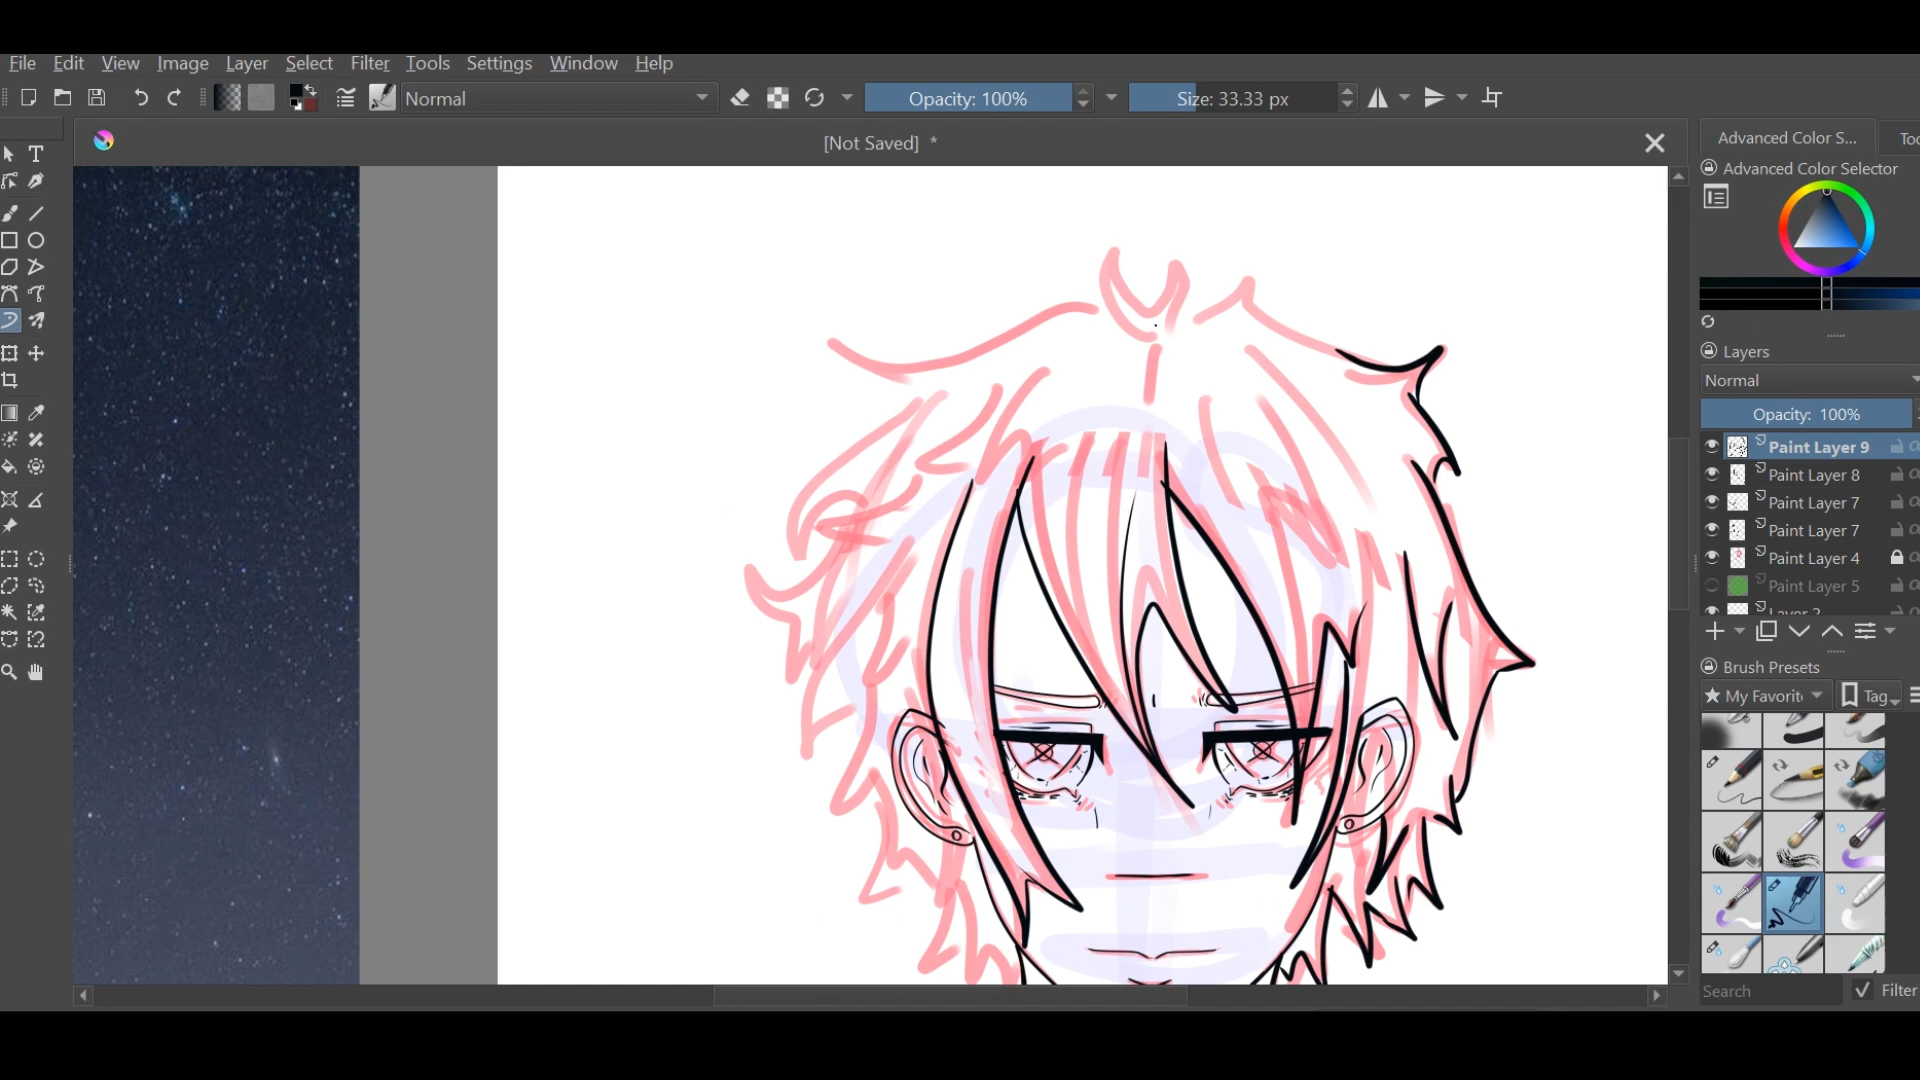 File Edit View Image Layer Select Filter Tools Settings Window Help
Normal Opacity: 100% Size: 33.33 px
[Not Saved] *
Advanced Color S...
Advanced Color Selector
Layers
Normal
Opacity: 100%
Paint Layer 9
Paint Layer 8
Paint Layer 7
Paint Layer 7
Paint Layer 4
Paint Layer 5
Layer 2
Brush Presets
My Favorit Tag
Search Filter